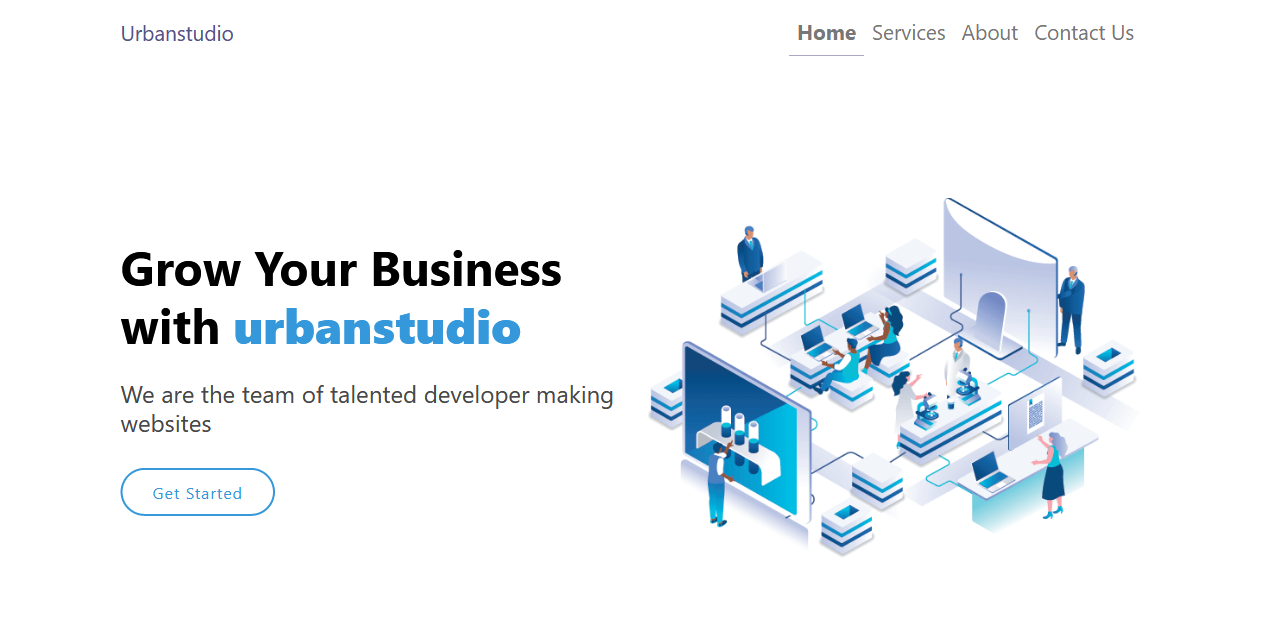 Urbanstudio
Home Services About Contact Us
Grow Your Business
with urbanstudio
We are the team of talented developer making
websites
Get Started